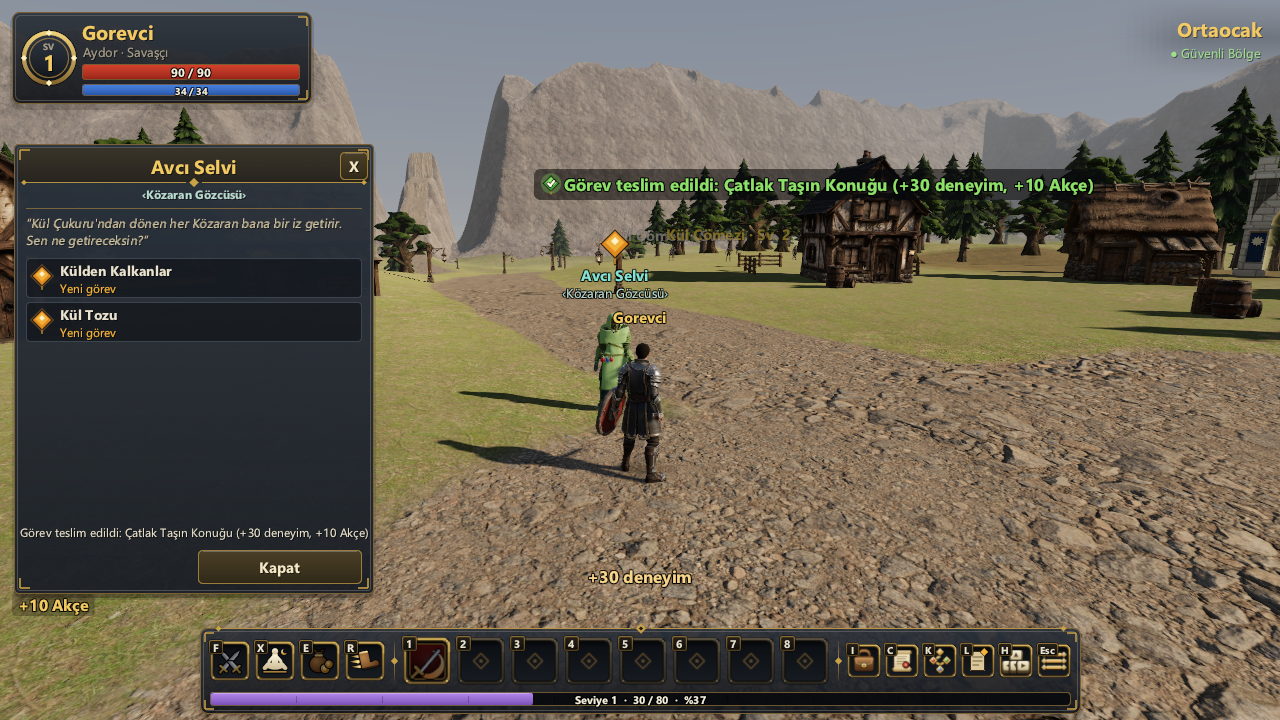 Gorevci
SV
1
Aydor · Savaşçı
90 / 90
34 / 34
Ortaocak
Güvenli Bölge
Avcı Selvi
X
‹Közaran Gözcüsü›
"Kül Çukuru'ndan dönen her Közaran bana bir iz getirir.
Sen ne getireceksin?"
Külden Kalkanlar
Yeni görev
Kül Tozu
Yeni görev
Görev teslim edildi: Çatlak Taşın Konuğu (+30 deneyim, +10 Akçe)
Kapat
+10 Akçe
Görev teslim edildi: Çatlak Taşın Konuğu (+30 deneyim, +10 Akçe)
Kül Cömezi · Sv. 2
Avcı Selvi
‹Közaran Gözcüsü›
Gorevci
+30 deneyim
F X E R 1 2 3 4 5 6 7 8 I C K L H Esc
Seviye 1 · 30 / 80 · %37